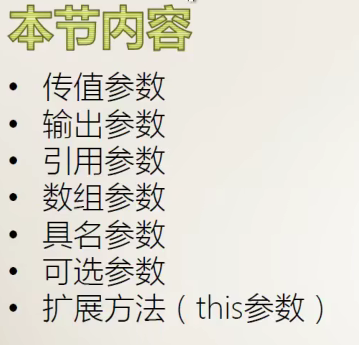 本节内容
• 传值参数
• 输出参数
• 引用参数
• 数组参数
• 具名参数
• 可选参数
• 扩展方法（this参数）